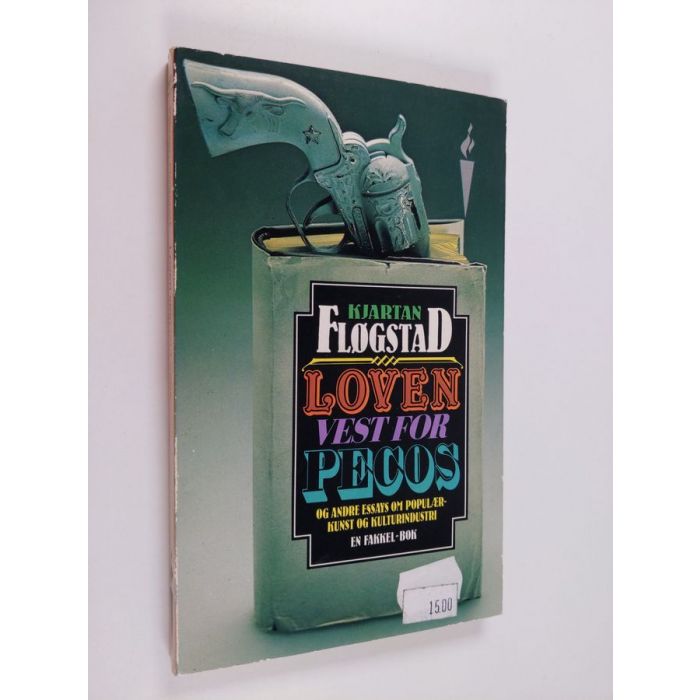 KJARTAN
FLØGSTAD
LOVEN
VEST FOR
PECOS
OG ANDRE ESSAYS OM POPULÆR-
KUNST OG KULTURINDUSTRI
EN FAKKEL-BOK
15.00